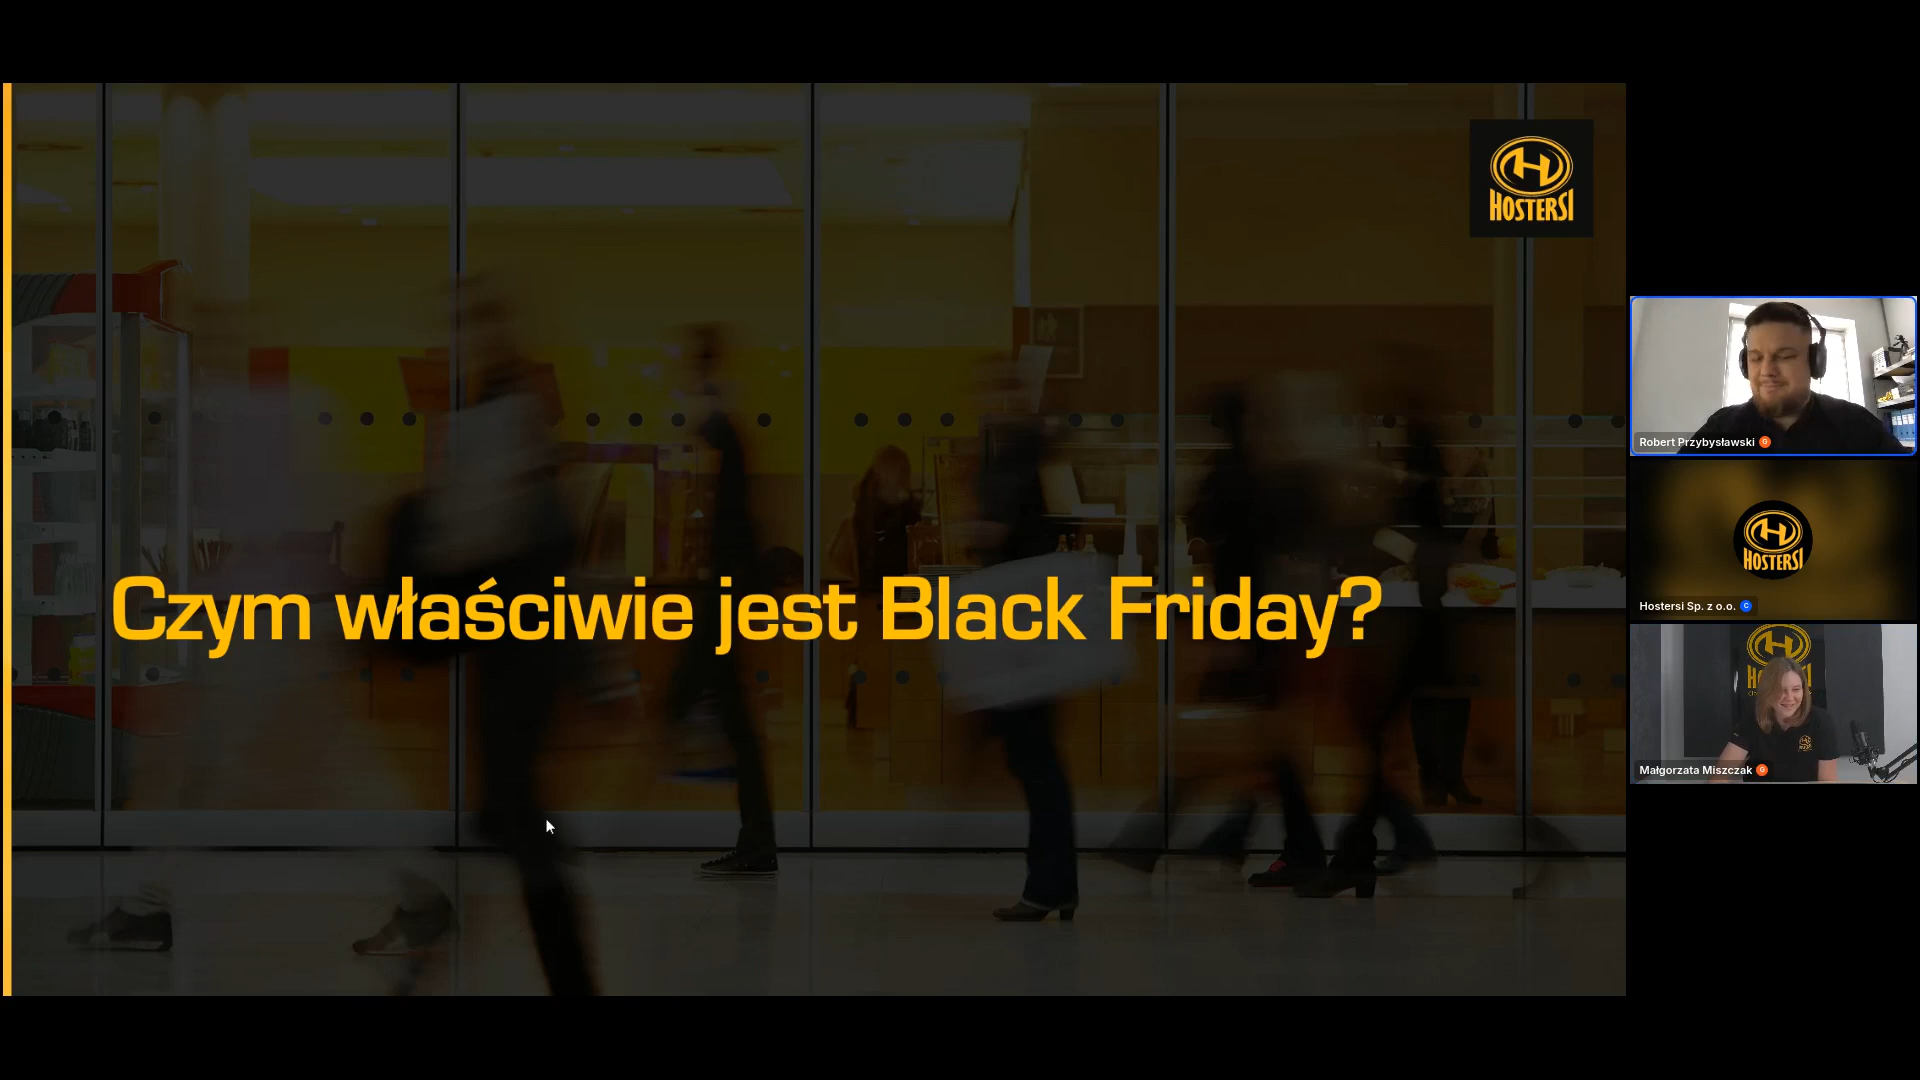 HOSTERSI
Czym właściwie jest Black Friday?
Robert Przybysławski G
HOSTERSI
Hostersi Sp. z o.o. C
Małgorzata Miszczak G